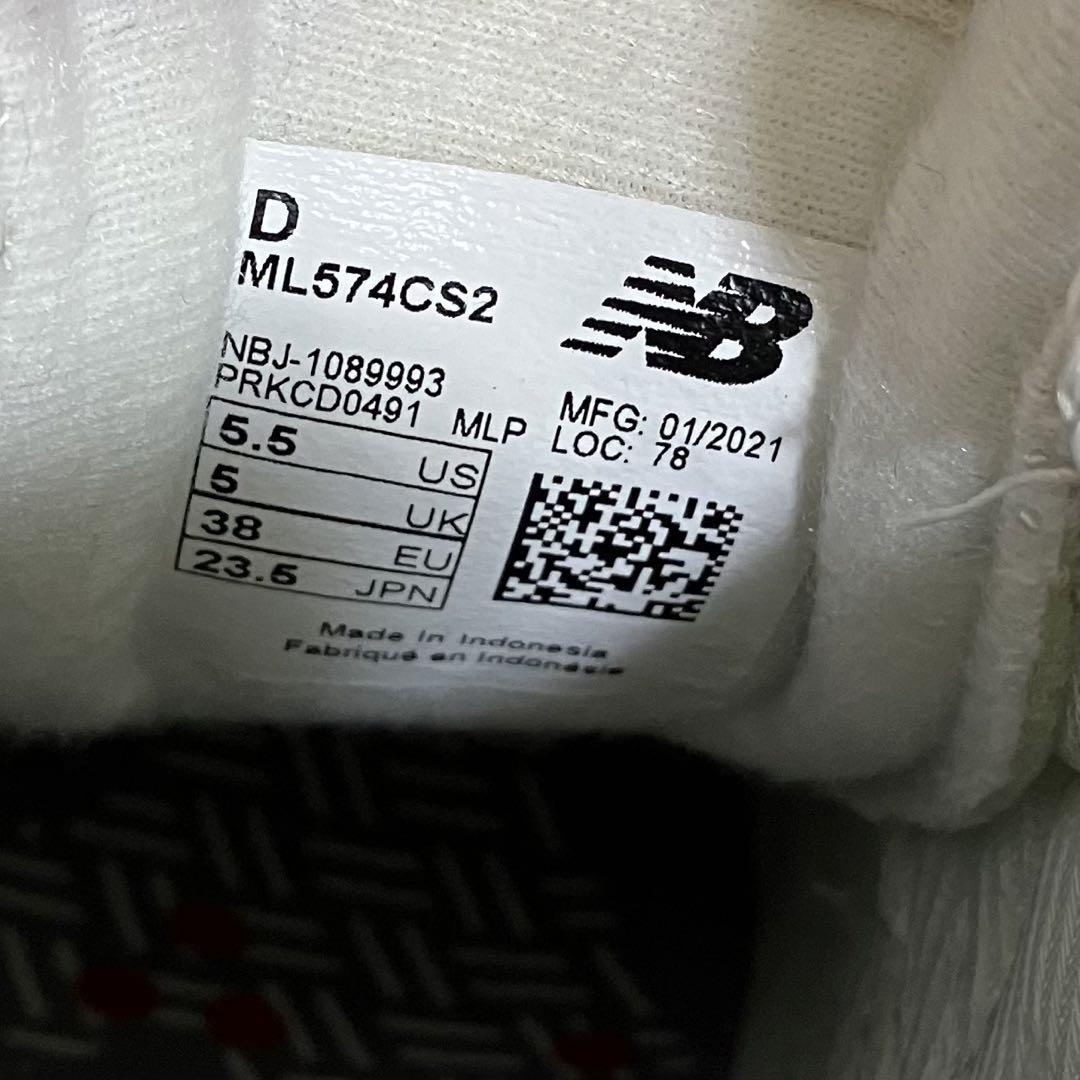 D
ML574CS2
NB
NBJ-1089993
PRKCD0491 MLP
MFG: 01/2021
LOC: 78
5.5 US
5 UK
38 EU
23.5 JPN
Made in Indonesia
Fabriqué en Indonésie